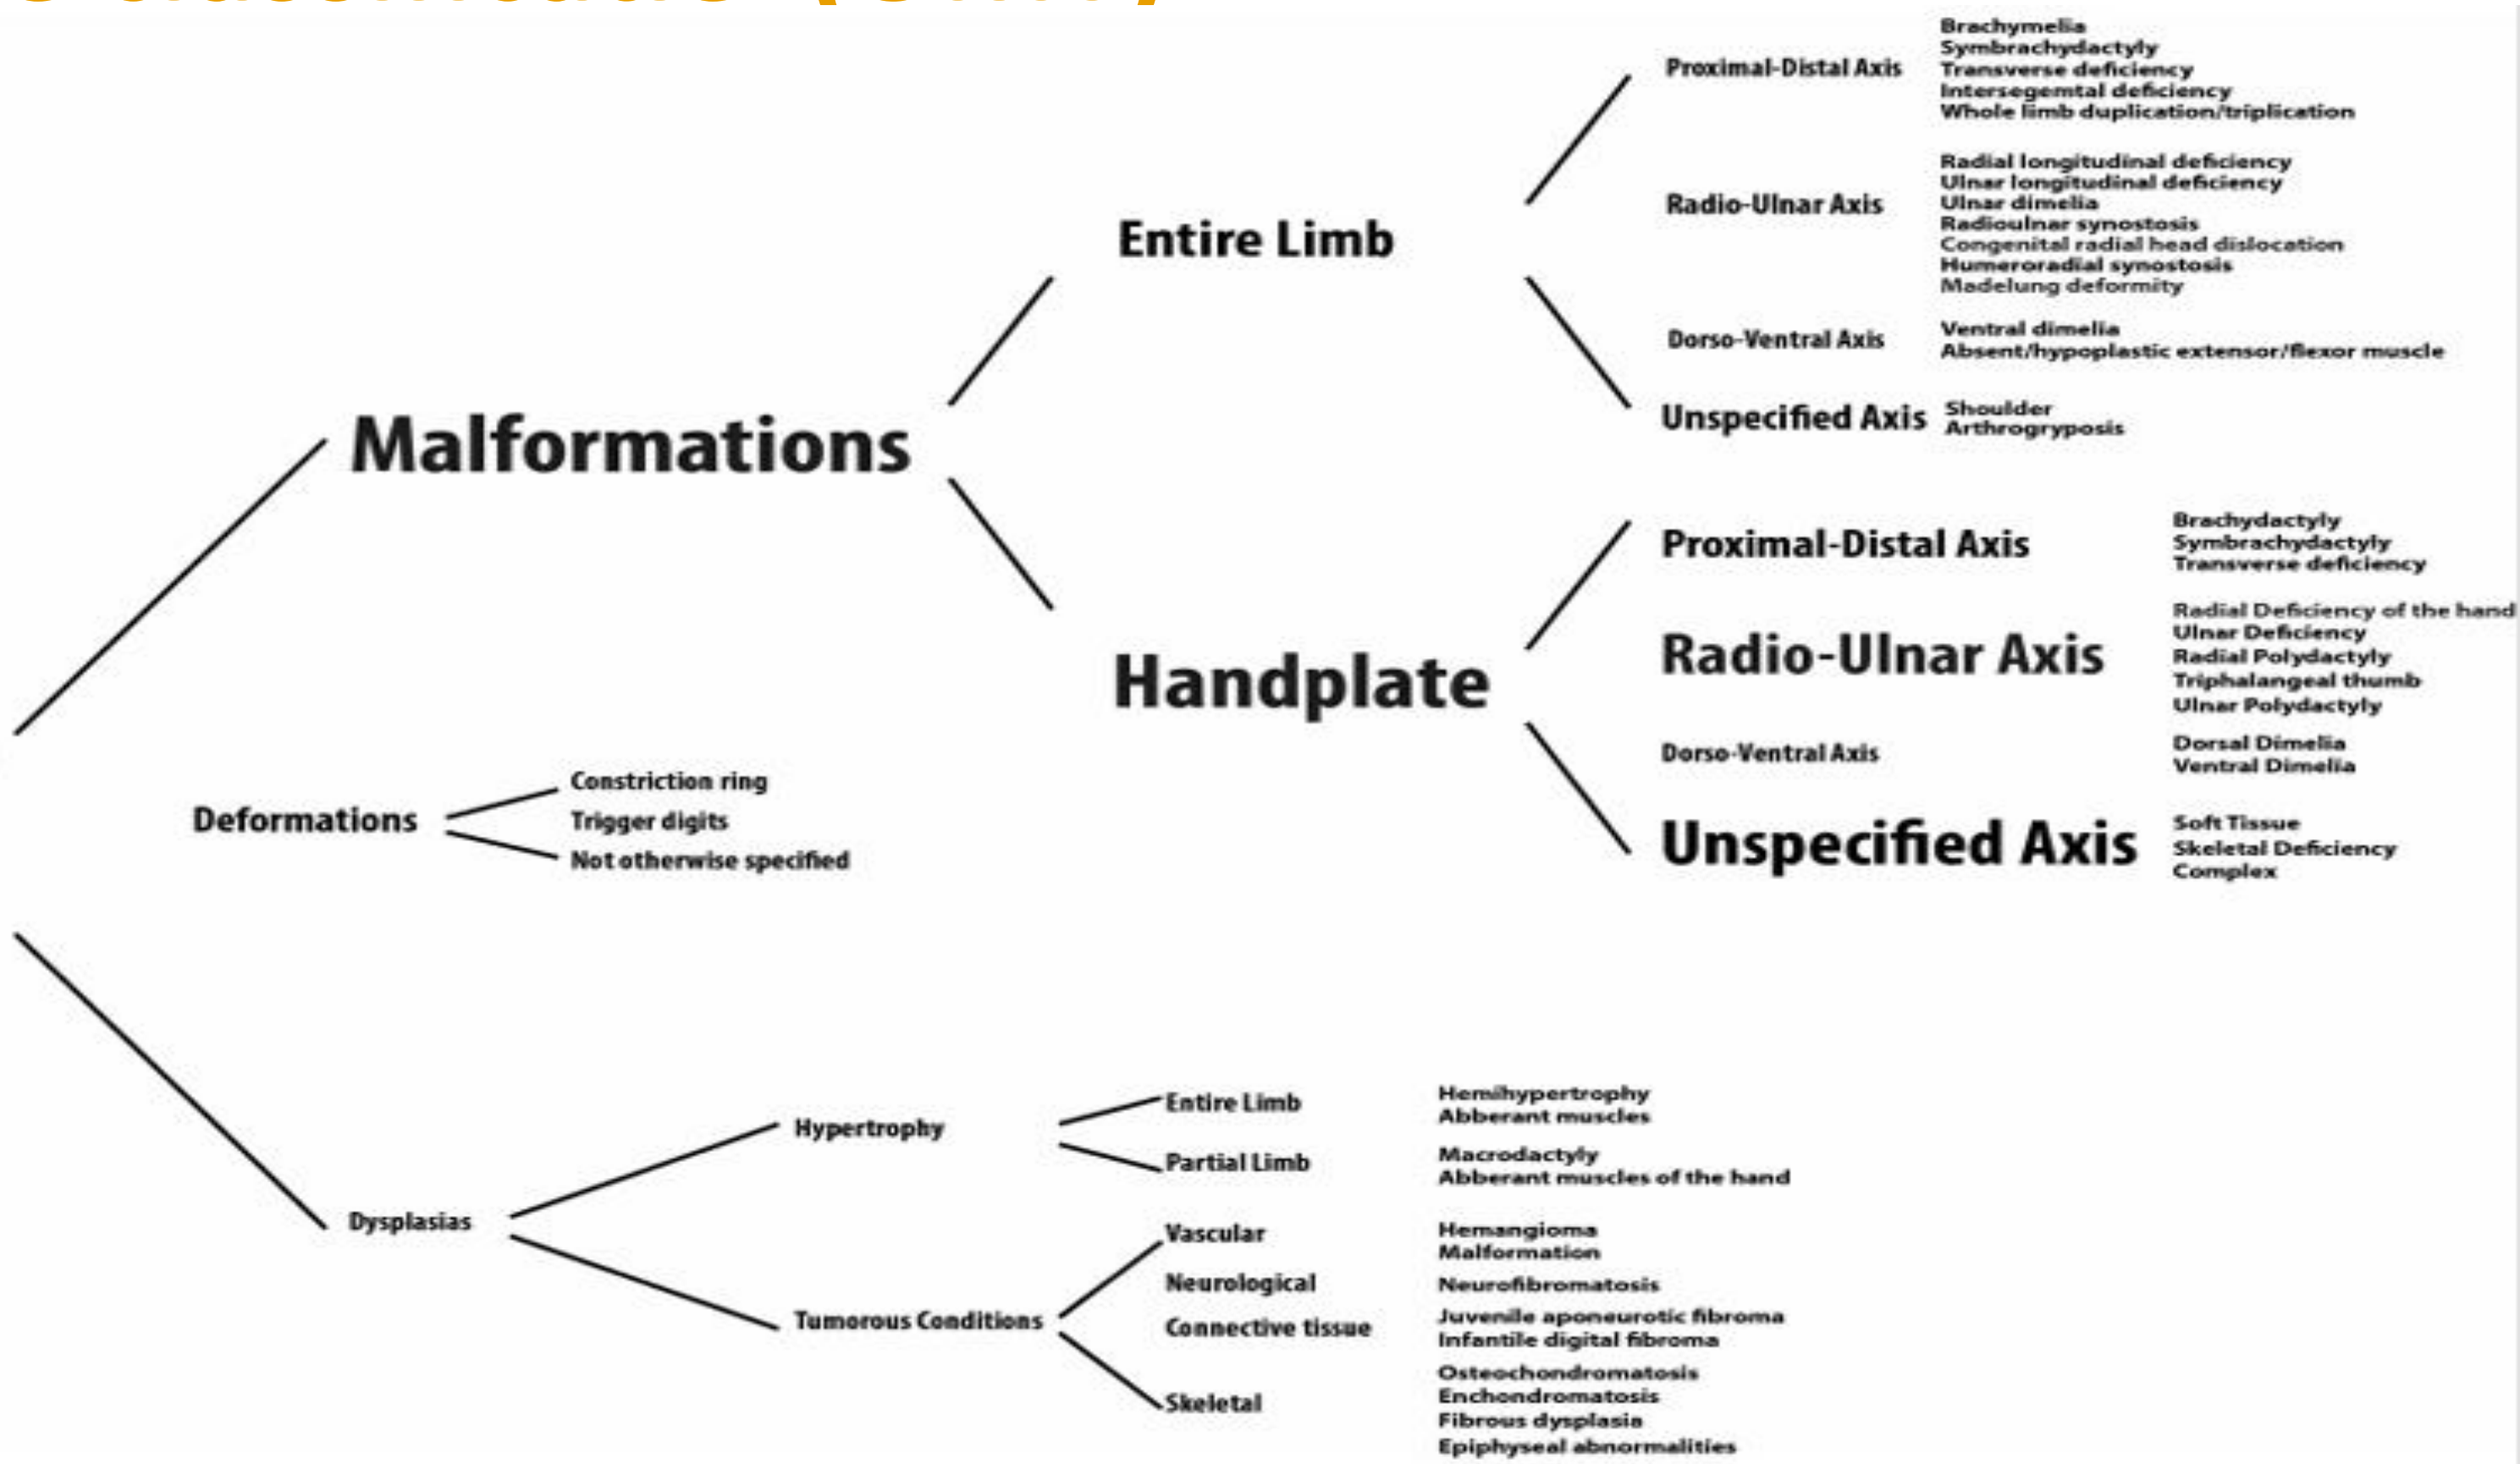 Proximal-Distal Axis
Brachymelia
Symbrachydactyly
Transverse deficiency
Intersegemtal deficiency
Whole limb duplication/triplication
Entire Limb
Radio-Ulnar Axis
Radial longitudinal deficiency
Ulnar longitudinal deficiency
Ulnar dimelia
Radioulnar synostosis
Congenital radial head dislocation
Humeroradial synostosis
Madelung deformity
Dorso-Ventral Axis
Ventral dimelia
Absent/hypoplastic extensor/flexor muscle
Unspecified Axis
Shoulder
Arthrogryposis
Malformations
Handplate
Proximal-Distal Axis
Brachydactyly
Symbrachydactyly
Transverse deficiency
Radio-Ulnar Axis
Radial Deficiency of the hand
Ulnar Deficiency
Radial Polydactyly
Triphalangeal thumb
Ulnar Polydactyly
Dorso-Ventral Axis
Dorsal Dimelia
Ventral Dimelia
Unspecified Axis
Soft Tissue
Skeletal Deficiency
Complex
Deformations
Constriction ring
Trigger digits
Not otherwise specified
Dysplasias
Hypertrophy
Entire Limb
Hemihypertrophy
Abberant muscles
Partial Limb
Macrodactyly
Abberant muscles of the hand
Tumorous Conditions
Vascular
Hemangioma
Malformation
Neurological
Neurofibromatosis
Connective tissue
Juvenile aponeurotic fibroma
Infantile digital fibroma
Skeletal
Osteochondromatosis
Enchondromatosis
Fibrous dysplasia
Epiphyseal abnormalities